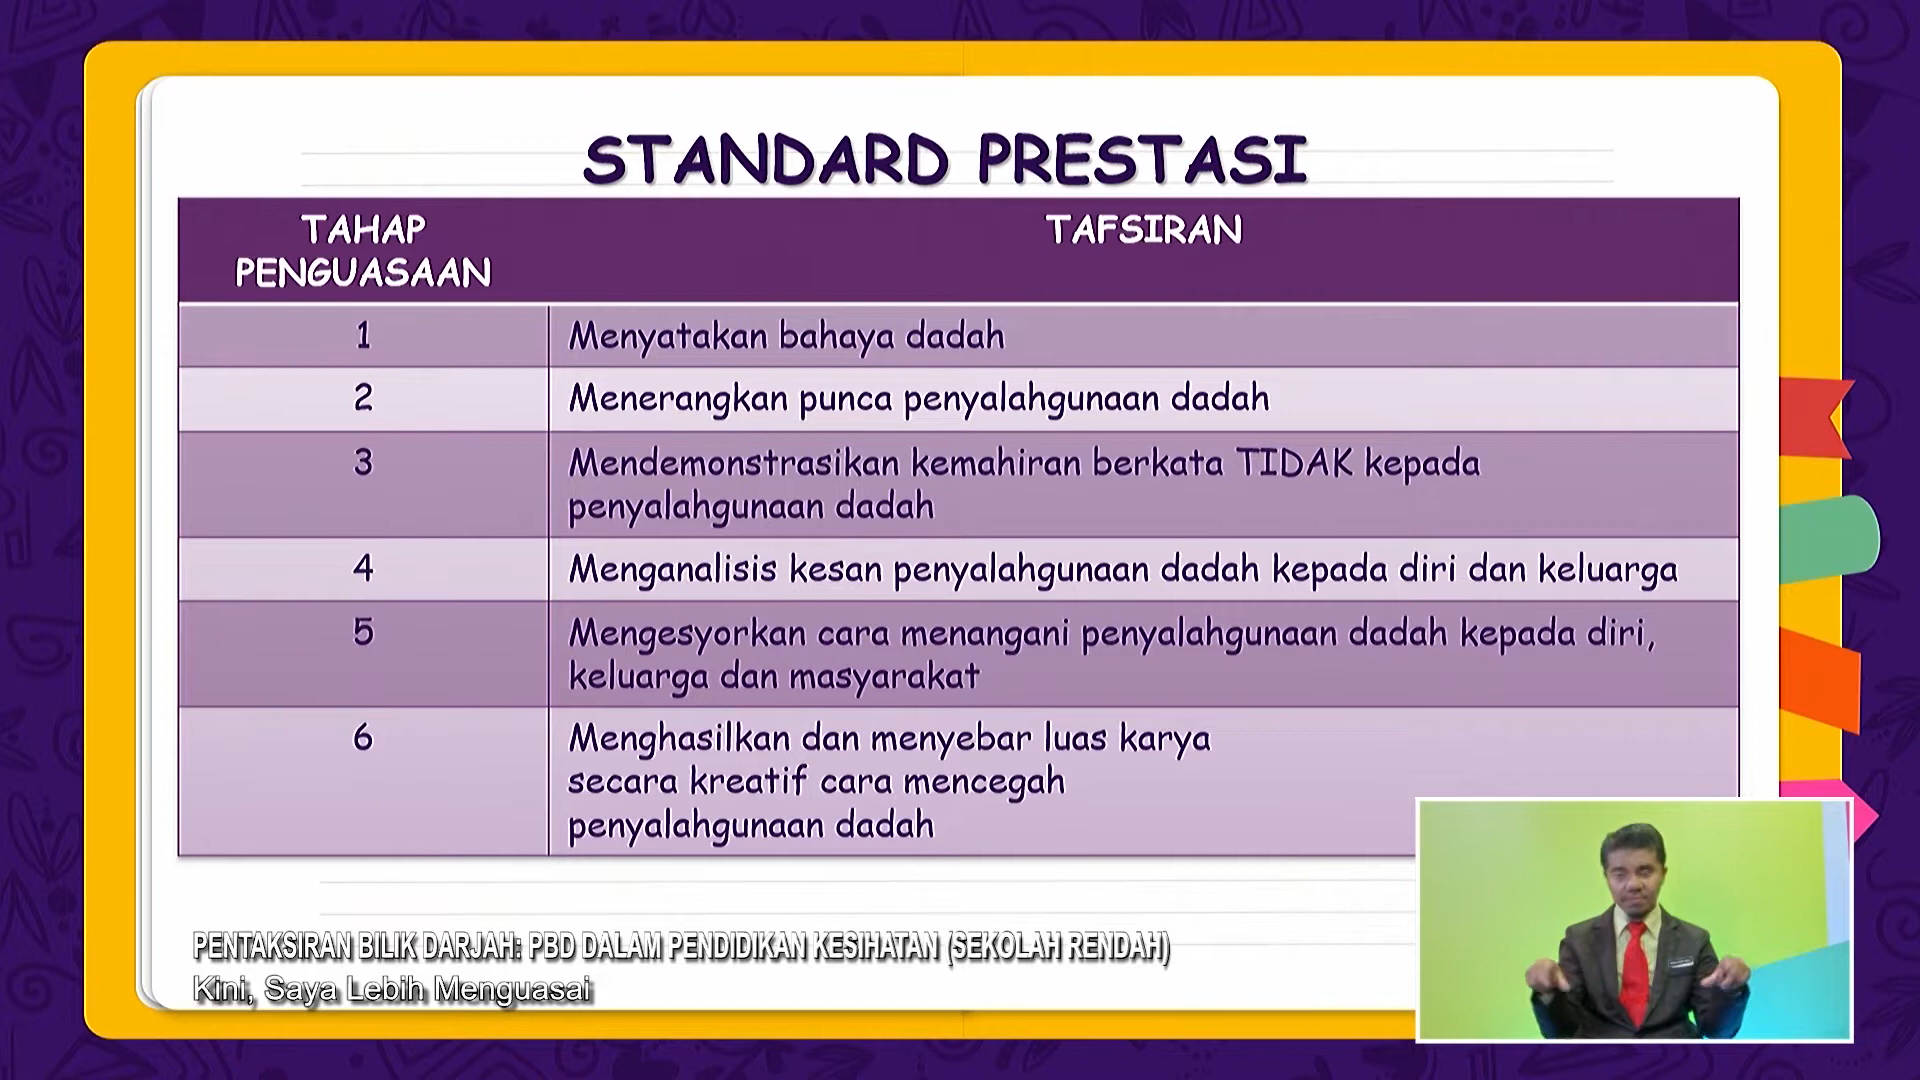 STANDARD PRESTASI
TAHAP
PENGUASAAN
TAFSIRAN
1
Menyatakan bahaya dadah
2
Menerangkan punca penyalahgunaan dadah
3
Mendemonstrasikan kemahiran berkata TIDAK kepada
penyalahgunaan dadah
4
Menganalisis kesan penyalahgunaan dadah kepada diri dan keluarga
5
Mengesyorkan cara menangani penyalahgunaan dadah kepada diri,
keluarga dan masyarakat
6
Menghasilkan dan menyebar luas karya
secara kreatif cara mencegah
penyalahgunaan dadah
PENTAKSIRAN BILIK DARJAH: PBD DALAM PENDIDIKAN KESIHATAN (SEKOLAH RENDAH)
Kini, Saya Lebih Menguasai